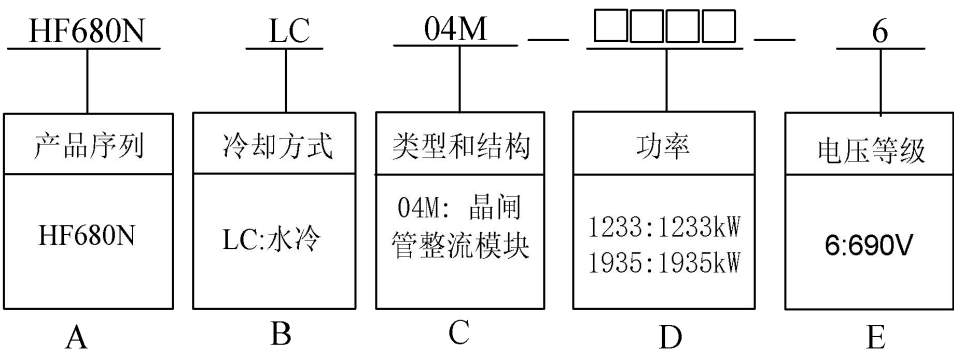 HF680N LC 04M — □□□□ — 6
产品序列 冷却方式 类型和结构 功率 电压等级
HF680N
LC:水冷
04M: 晶闸
管整流模块
1233:1233kW
1935:1935kW
6:690V
A B C D E